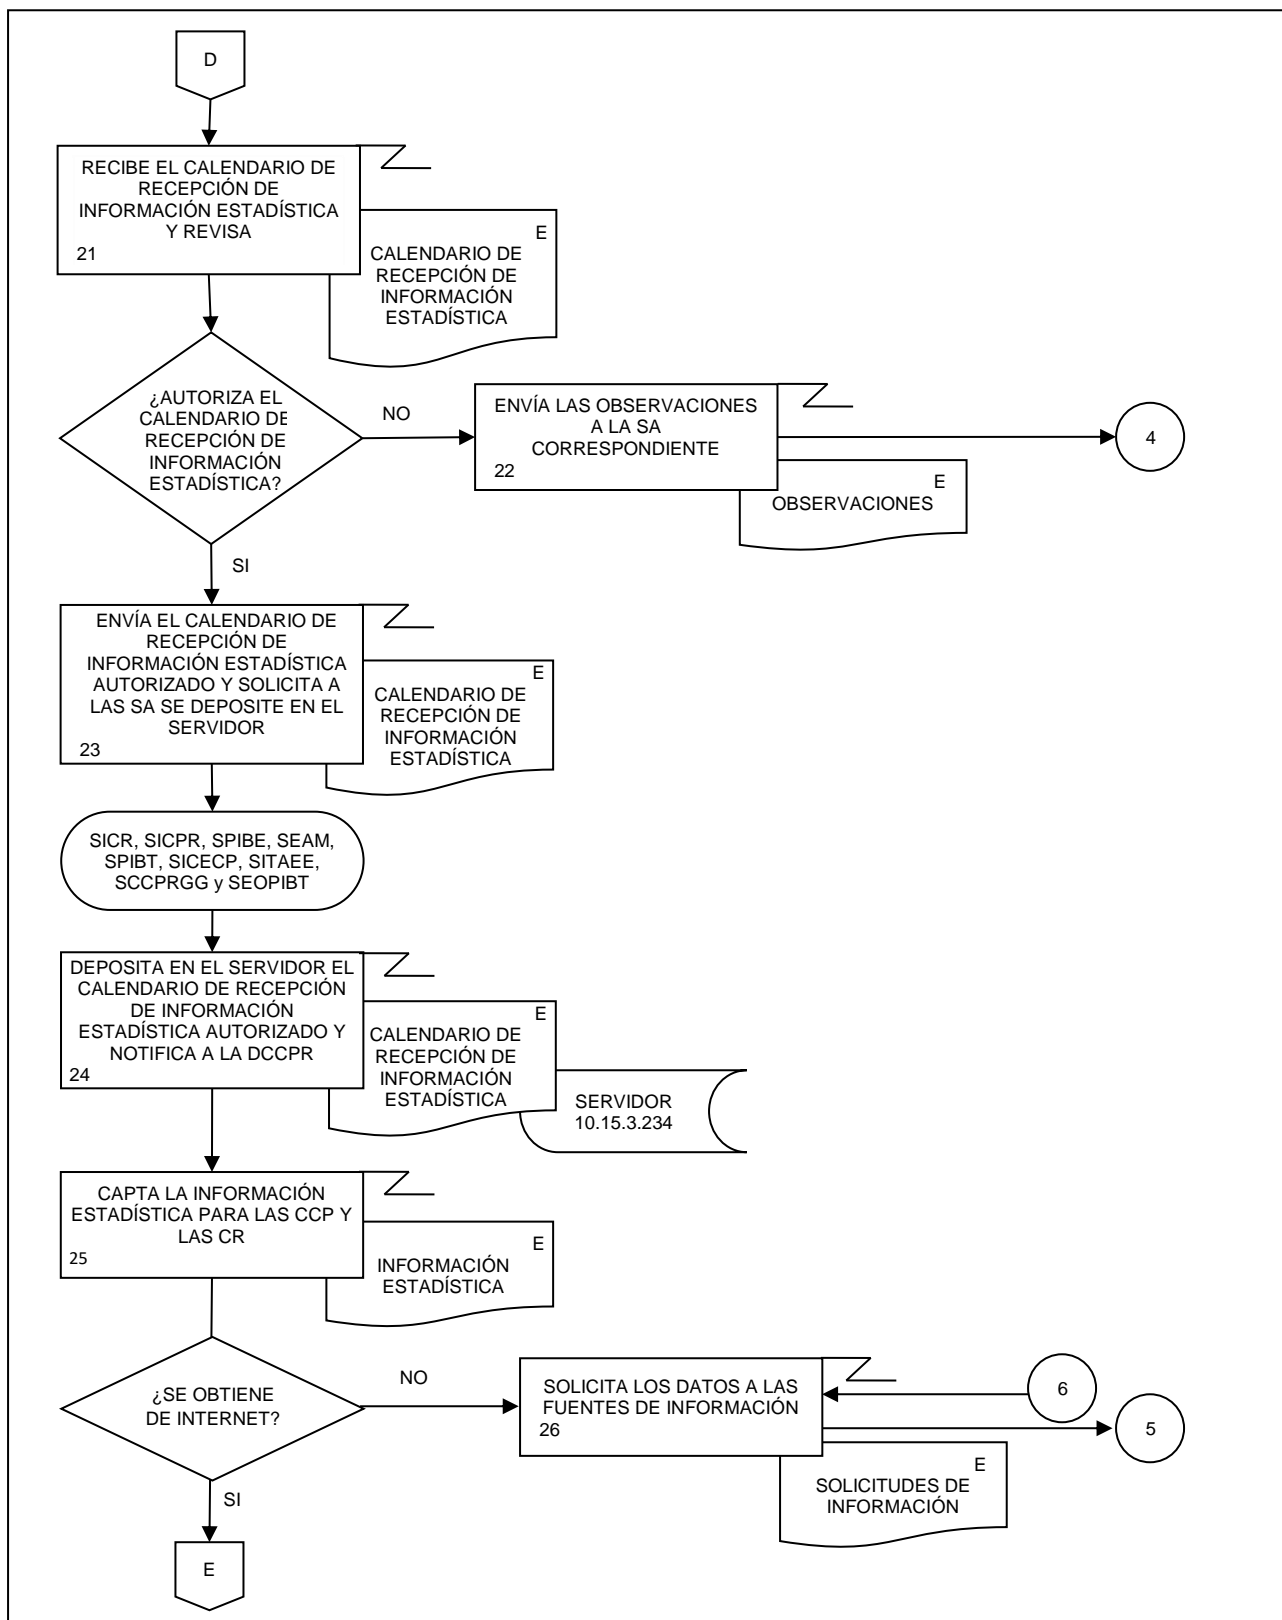 D
RECIBE EL CALENDARIO DE
RECEPCIÓN DE
INFORMACIÓN ESTADÍSTICA
Y REVISA
21
E
CALENDARIO DE
RECEPCIÓN DE
INFORMACIÓN
ESTADÍSTICA
¿AUTORIZA EL
CALENDARIO DE
RECEPCIÓN DE
INFORMACIÓN
ESTADÍSTICA?
NO
ENVÍA LAS OBSERVACIONES
A LA SA
CORRESPONDIENTE
22
4
E
OBSERVACIONES
SI
ENVÍA EL CALENDARIO DE
RECEPCIÓN DE
INFORMACIÓN ESTADÍSTICA
AUTORIZADO Y SOLICITA A
LAS SA SE DEPOSITE EN EL
SERVIDOR
23
E
CALENDARIO DE
RECEPCIÓN DE
INFORMACIÓN
ESTADÍSTICA
SICR, SICPR, SPIBE, SEAM,
SPIBT, SICECP, SITAEE,
SCCPRGG y SEOPIBT
DEPOSITA EN EL SERVIDOR EL
CALENDARIO DE RECEPCIÓN
DE INFORMACIÓN
ESTADÍSTICA AUTORIZADO Y
NOTIFICA A LA DCCPR
24
E
CALENDARIO DE
RECEPCIÓN DE
INFORMACIÓN
ESTADÍSTICA
SERVIDOR
10.15.3.234
CAPTA LA INFORMACIÓN
ESTADÍSTICA PARA LAS CCP Y
LAS CR
25
E
INFORMACIÓN
ESTADÍSTICA
¿SE OBTIENE
DE INTERNET?
NO
SOLICITA LOS DATOS A LAS
FUENTES DE INFORMACIÓN
26
6
5
E
SOLICITUDES DE
INFORMACIÓN
SI
E